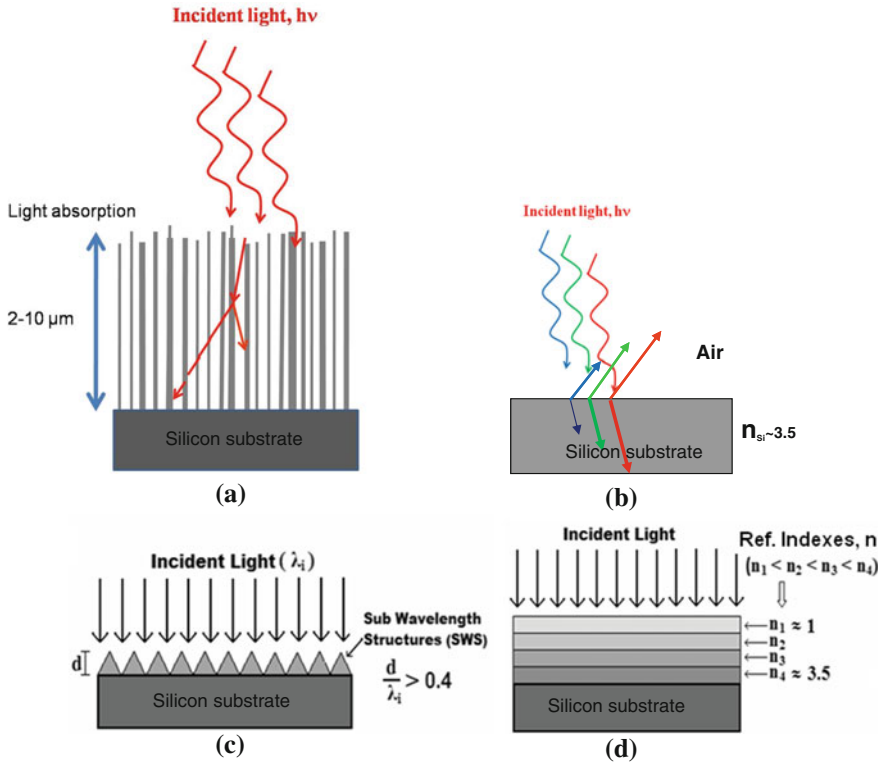 Incident light, hν
Light absorption
2-10 μm
Silicon substrate
(a)
Incident light, hν
Air
n si~3.5
Silicon substrate
(b)
Incident Light ( λi )
Sub Wavelength
Structures (SWS)
d
d/λi > 0.4
Silicon substrate
(c)
Incident Light
Ref. Indexes, n
(n1 < n2 < n3 < n4)
n1 ≈ 1
n2
n3
n4 ≈ 3.5
Silicon substrate
(d)